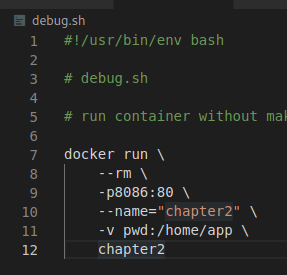 debug.sh
1 #!/usr/bin/env bash
2
3 # debug.sh
4
5 # run container without mak
6
7 docker run \
8 --rm \
9 -p8086:80 \
10 --name="chapter2" \
11 -v pwd:/home/app \
12 chapter2